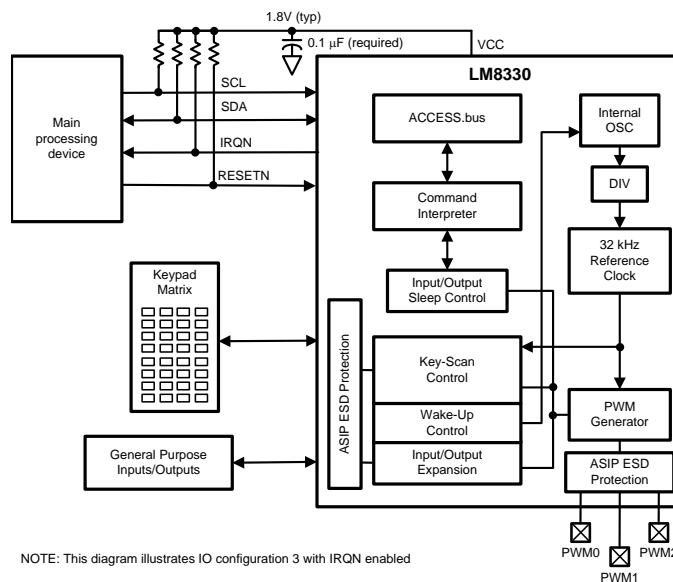 1.8V (typ)
0.1 µF (required)
VCC
LM8330
Main
processing
device
SCL
SDA
IRQN
RESETN
ACCESS.bus
Command
Interpreter
Input/Output
Sleep Control
Internal
OSC
DIV
32 kHz
Reference
Clock
Keypad
Matrix
ASIP ESD Protection
Key-Scan
Control
Wake-Up
Control
Input/Output
Expansion
PWM
Generator
General Purpose
Inputs/Outputs
ASIP ESD
Protection
PWM0
PWM2
PWM1
NOTE: This diagram illustrates IO configuration 3 with IRQN enabled